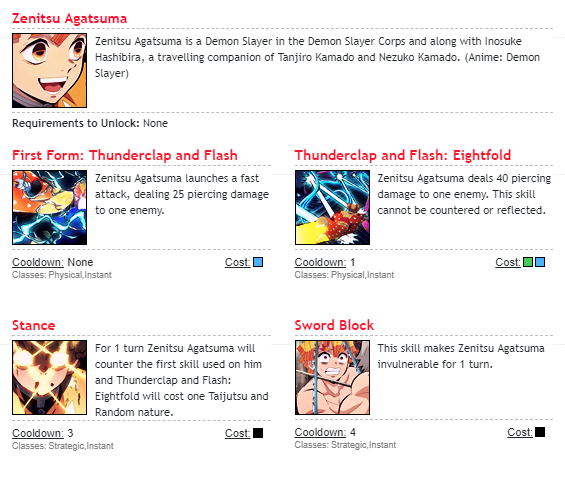 Zenitsu Agatsuma
Zenitsu Agatsuma is a Demon Slayer in the Demon Slayer Corps and along with Inosuke
Hashibira, a travelling companion of Tanjiro Kamado and Nezuko Kamado. (Anime: Demon
Slayer)
Requirements to Unlock: None
First Form: Thunderclap and Flash
Zenitsu Agatsuma launches a fast
attack, dealing 25 piercing damage
to one enemy.
Cooldown: None Cost:
Classes: Physical,Instant
Thunderclap and Flash: Eightfold
Zenitsu Agatsuma deals 40 piercing
damage to one enemy. This skill
cannot be countered or reflected.
Cooldown: 1 Cost:
Classes: Physical,Instant
Stance
For 1 turn Zenitsu Agatsuma will
counter the first skill used on him
and Thunderclap and Flash:
Eightfold will cost one Taijutsu and
Random nature.
Cooldown: 3 Cost:
Classes: Strategic,Instant
Sword Block
This skill makes Zenitsu Agatsuma
invulnerable for 1 turn.
Cooldown: 4 Cost:
Classes: Strategic,Instant